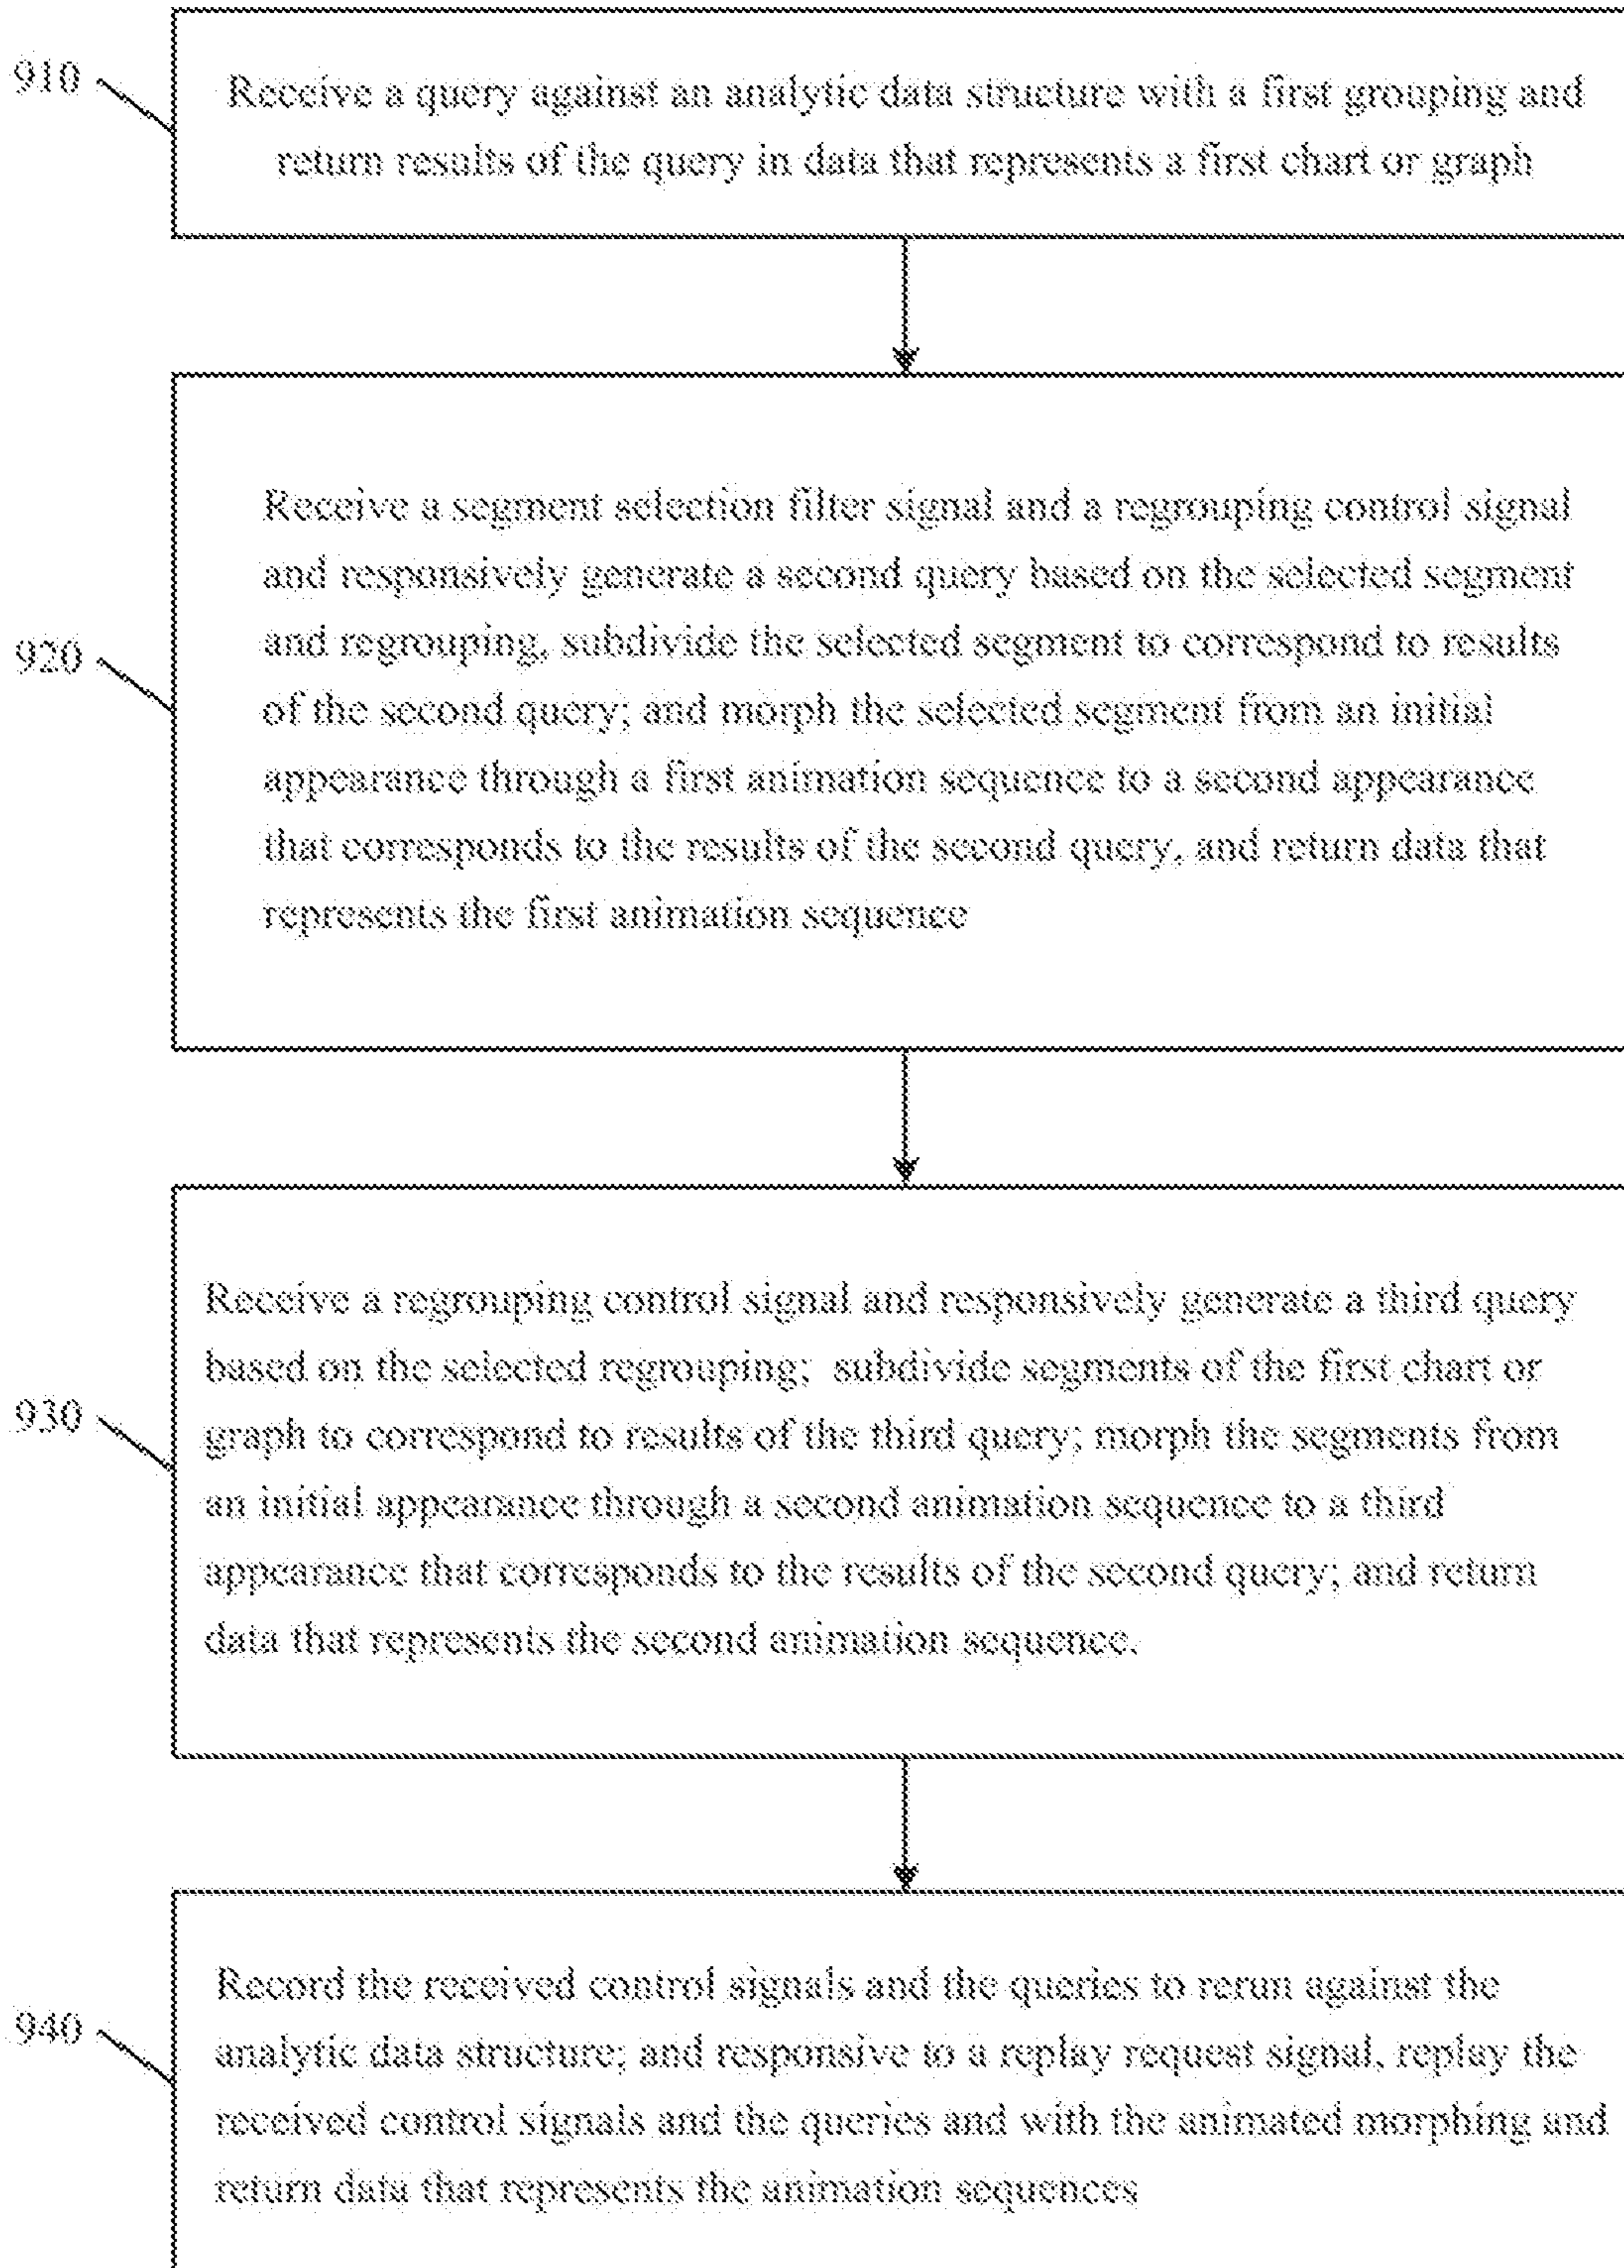 910
Receive a query against an analytic data structure with a first grouping and
return results of the query in data that represents a first chart or graph
920
Receive a segment selection filter signal and a regrouping control signal
and responsively generate a second query based on the selected segment
and regrouping, subdivide the selected segment to correspond to results
of the second query; and morph the selected segment from an initial
appearance through a first animation sequence to a second appearance
that corresponds to the results of the second query, and return data that
represents the first animation sequence
930
Receive a regrouping control signal and responsively generate a third query
based on the selected regrouping; subdivide segments of the first chart or
graph to correspond to results of the third query; morph the segments from
an initial appearance through a second animation sequence to a third
appearance that corresponds to the results of the second query; and return
data that represents the second animation sequence.
940
Record the received control signals and the queries to rerun against the
analytic data structure; and responsive to a replay request signal, replay the
received control signals and the queries and with the animated morphing and
return data that represents the animation sequences